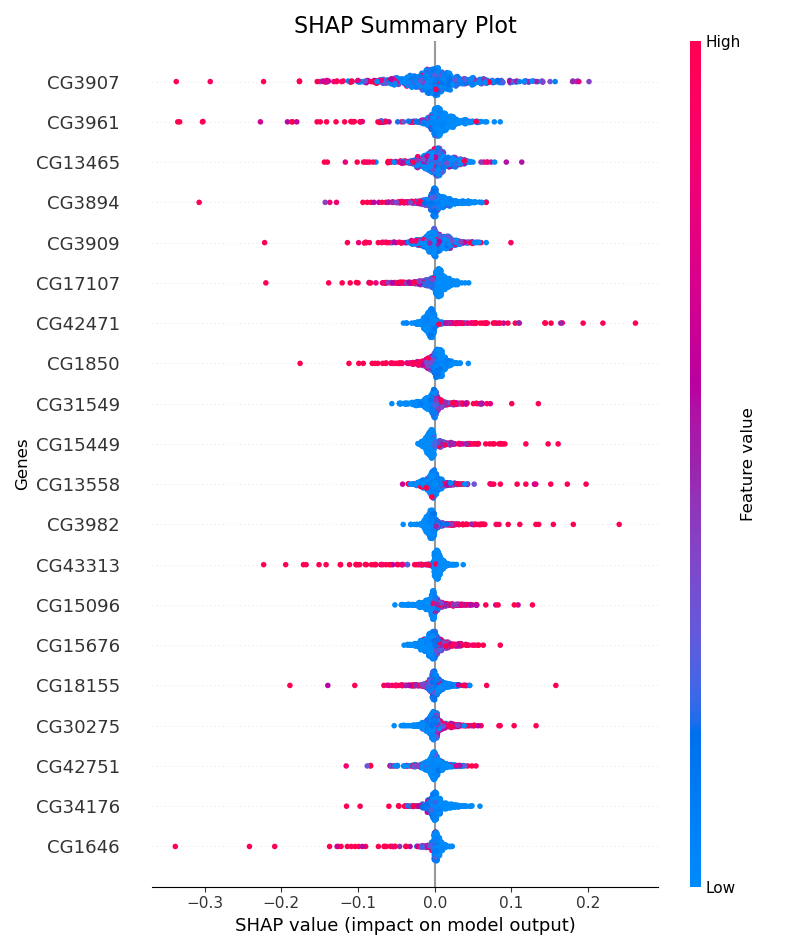 SHAP Summary Plot
High
CG3907
CG3961
CG13465
CG3894
CG3909
CG17107
CG42471
CG1850
CG31549
CG15449
CG13558
CG3982
CG43313
CG15096
CG15676
CG18155
CG30275
CG42751
CG34176
CG1646
Genes
Feature value
Low
−0.3 −0.2 −0.1 0.0 0.1 0.2
SHAP value (impact on model output)